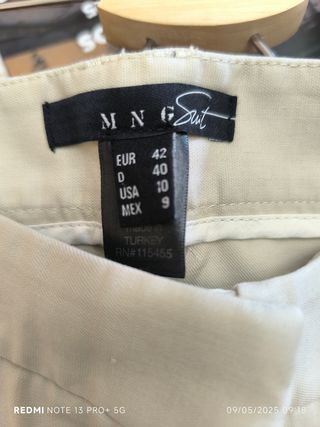 MNG Suit
EUR 42
D 40
USA 10
MEX 9
made in
TURKEY
RN#115455
REDMI NOTE 13 PRO+ 5G
09/05/2025 09:18